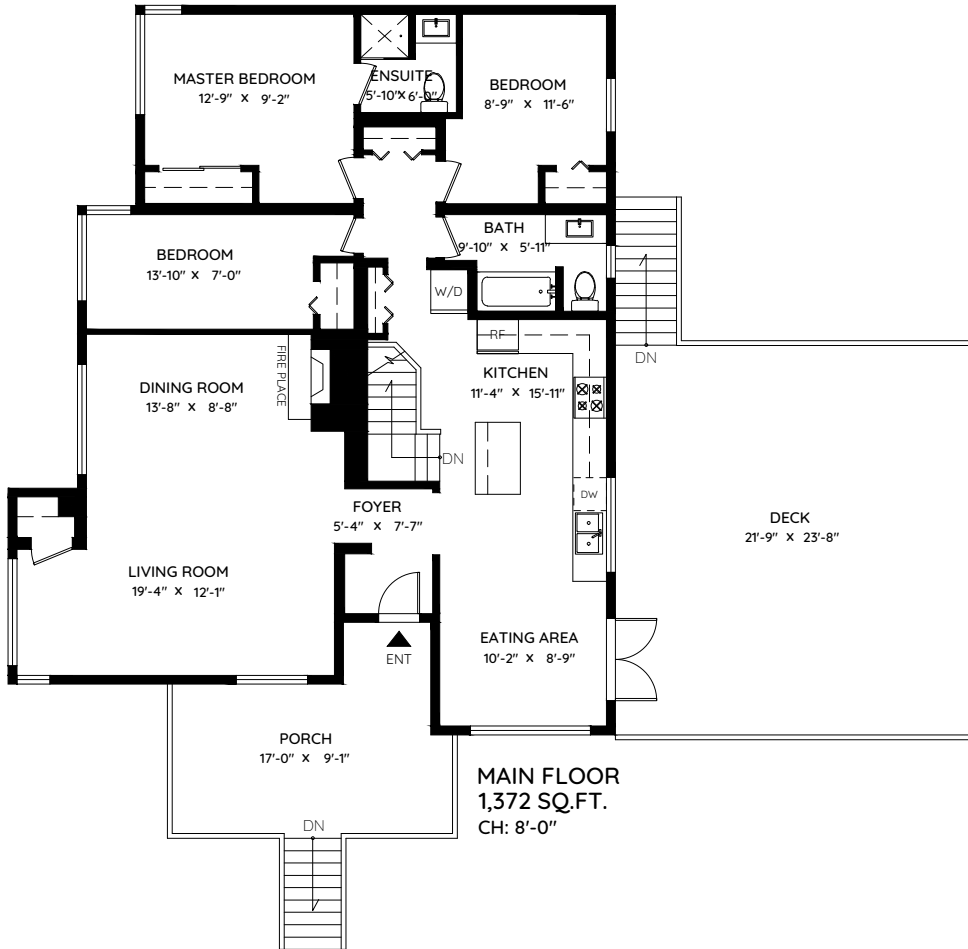 MASTER BEDROOM
12'-9" x 9'-2"
ENSUITE
5'-10" x 6'-0"
BEDROOM
8'-9" x 11'-6"
BEDROOM
13'-10" x 7'-0"
BATH
9'-10" x 5'-11"
W/D
RF
KITCHEN
11'-4" x 15'-11"
DN
FIRE PLACE
DINING ROOM
13'-8" x 8'-8"
DN
DW
FOYER
5'-4" x 7'-7"
DECK
21'-9" x 23'-8"
LIVING ROOM
19'-4" x 12'-1"
ENT
EATING AREA
10'-2" x 8'-9"
PORCH
17'-0" x 9'-1"
DN
MAIN FLOOR
1,372 SQ.FT.
CH: 8'-0"